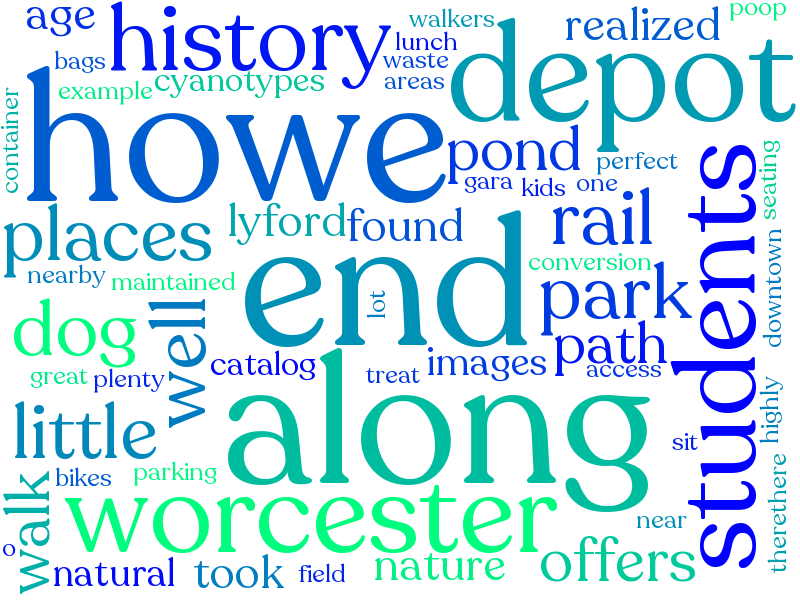 age
history
walkers
realized
poop
bags
lunch
waste
areas
example
cyanotypes
depot
container
howe
pond
perfect
gara
kids
one
seating
places
lyford
found
rail
students
nearby
maintained
end
conversion
downtown
lot
park
dog
well
path
great
plenty
catalog
treat
images
access
little
along
highly
sit
bikes
parking
walk
worcester
near
therethere
o
natural
took
field
nature
offers